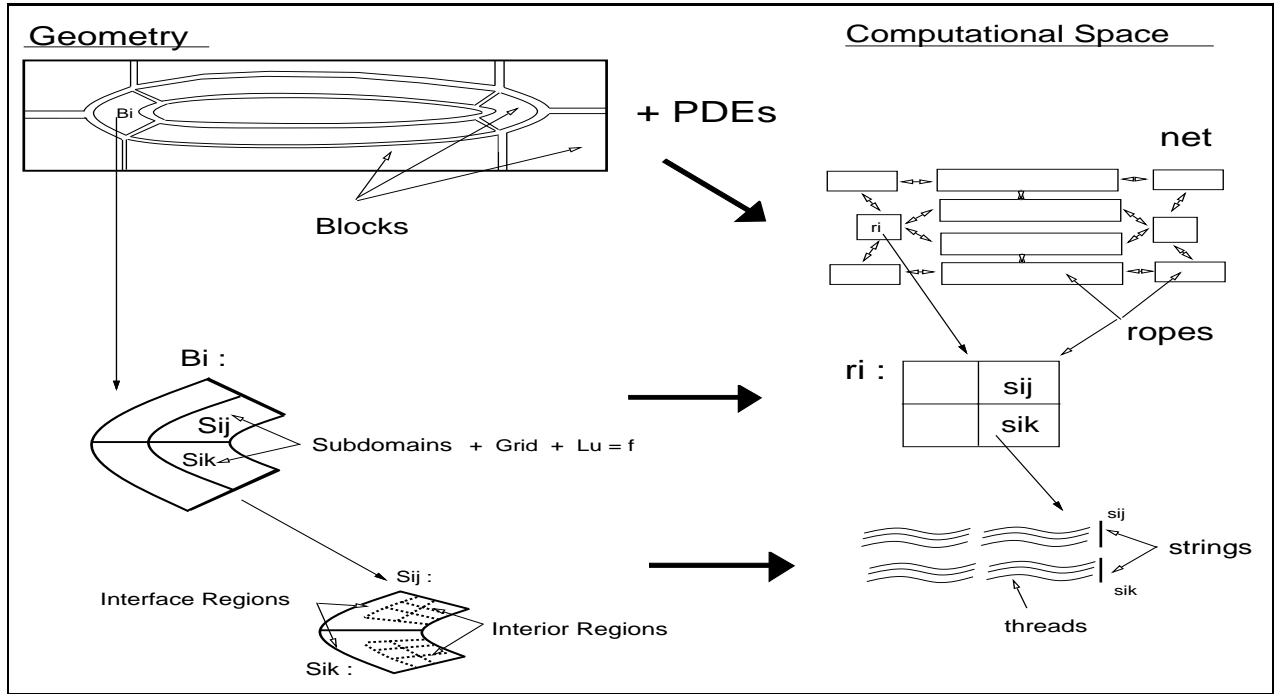 Geometry
Computational Space
Bi
+ PDEs
net
Blocks
ri
ropes
Bi :
ri :
sij
Sij
sik
Sik
Subdomains + Grid + Lu = f
sij
strings
Sij :
sik
Interface Regions
Interior Regions
threads
Sik :